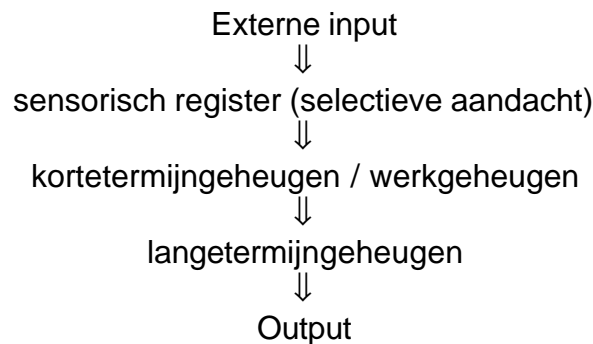 Externe input
⇓
sensorisch register (selectieve aandacht)
⇓
kortetermijngeheugen / werkgeheugen
⇓
langetermijngeheugen
⇓
Output